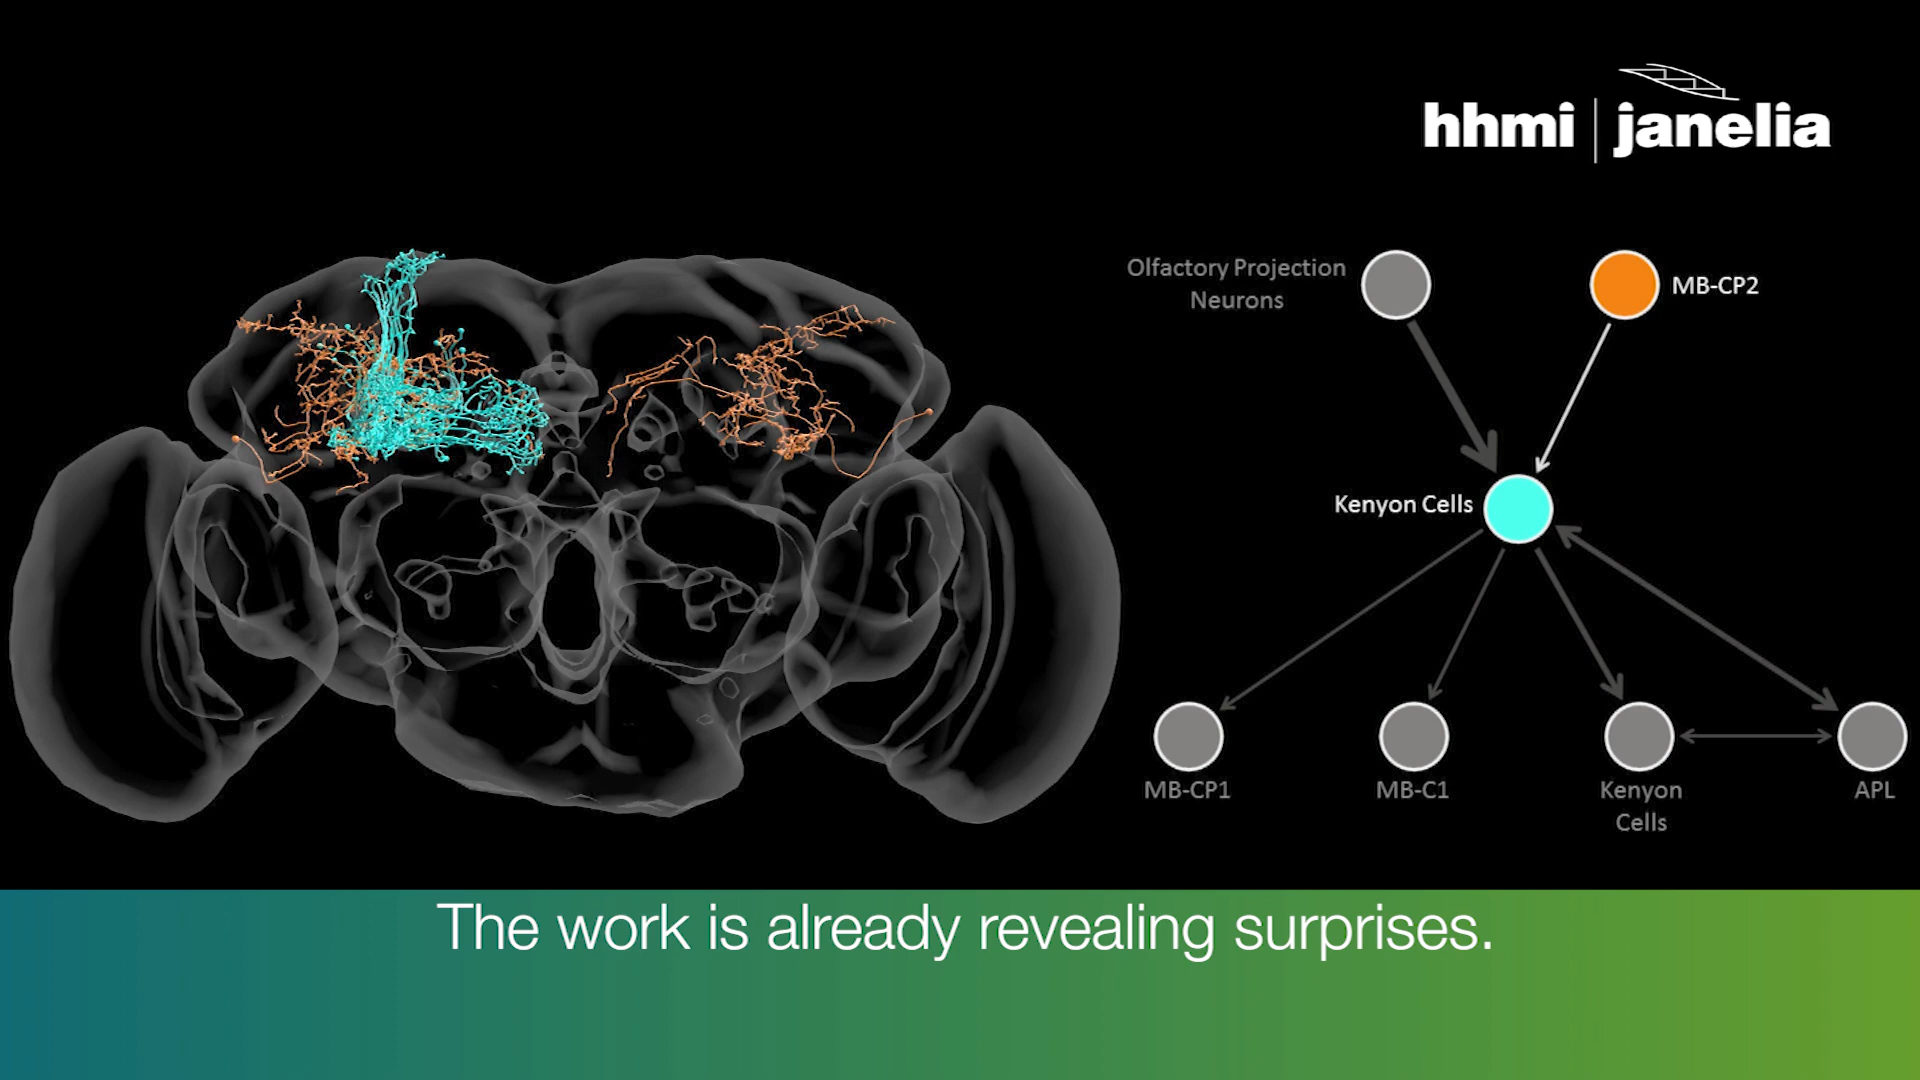 hhmi | janelia
Olfactory Projection
Neurons
MB-CP2
Kenyon Cells
MB-CP1
MB-C1
Kenyon
Cells
APL
The work is already revealing surprises.